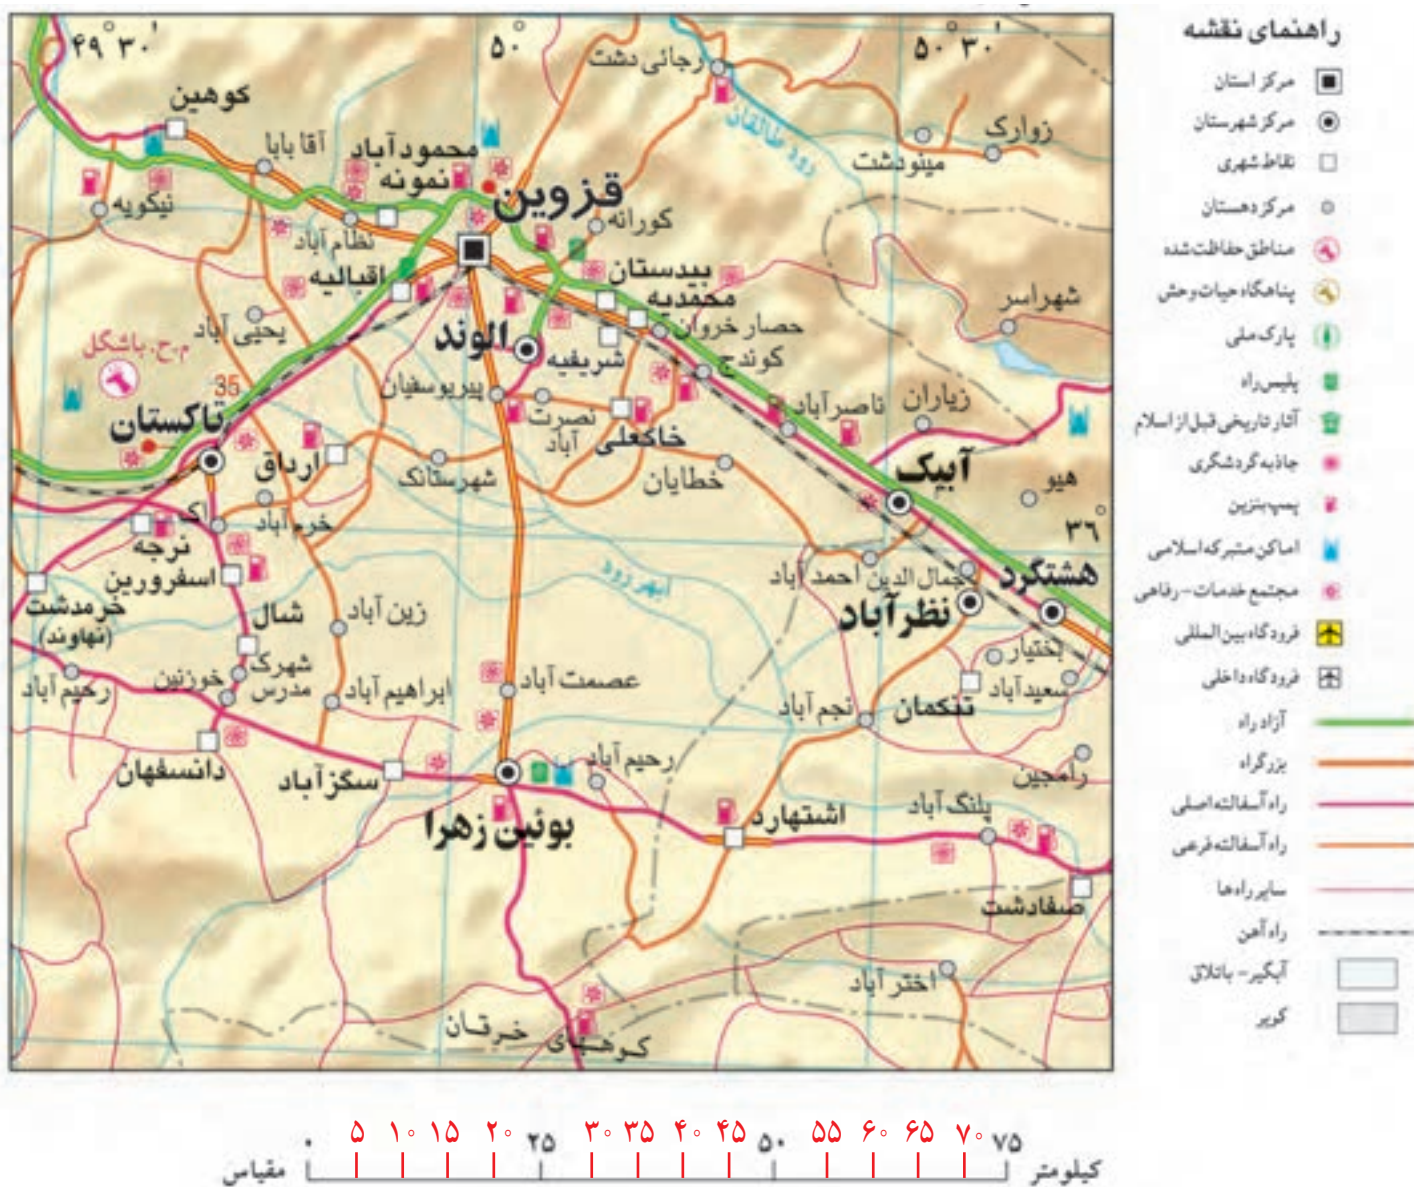 راهنمای نقشه
مرکز استان
مرکز شهرستان
نقاط شهری
مرکز دهستان
مناطق حفاظت شده
پناهگاه حیات وحش
پارک ملی
پلیس راه
آثار تاریخی قبل از اسلام
جاذبه گردشگری
پمپ بنزین
اماکن متبرکه اسلامی
مجتمع خدمات - رفاهی
فرودگاه بین المللی
فرودگاه داخلی
آزاد راه
بزرگراه
راه آسفالته اصلی
راه آسفالته فرعی
سایر راه ها
راه آهن
آبگیر - باتلاق
کویر
۴۹° ۳۰'
۵۰°
۵۰° ۳۰'
رجائی دشت
کوهین
رود طالقان
زوارک
مینودشت
آقا بابا
محمود آباد
نمونه
قزوین
نیکویه
نظام آباد
کورانه
اقبالیه
بیدستان
محمدیه
شهراسر
یحیی آباد
الوند
شریفیه
حصار خروان
کوندج
م.ح. باشگل
35
پیریوسفیان
نصرت
آباد
ناصر آباد
زیاران
تاکستان
خاکعلی
ارداق
شهرستانک
خطایان
آبیک
هیو
۳۶°
اک
خرم آباد
نرجه
اسفرورین
ابهر رود
جمال الدین
احمد آباد
هشتگرد
خرمدشت
(نهاوند)
شال
زین آباد
نظرآباد
بختیار
رحیم آباد
خوزنین
شهرک
مدرس
ابراهیم آباد
عصمت آباد
سعید آباد
تنکمان
نجم آباد
دانسفهان
سگزآباد
رحیم آباد
رامجین
بوئین زهرا
اشتهارد
پلنگ آباد
صفادشت
اختر آباد
کوههای خرقان
۰ ۵ ۱۰ ۱۵ ۲۰ ۲۵ ۳۰ ۳۵ ۴۰ ۴۵ ۵۰ ۵۵ ۶۰ ۶۵ ۷۰ ۷۵
مقیاس
کیلومتر